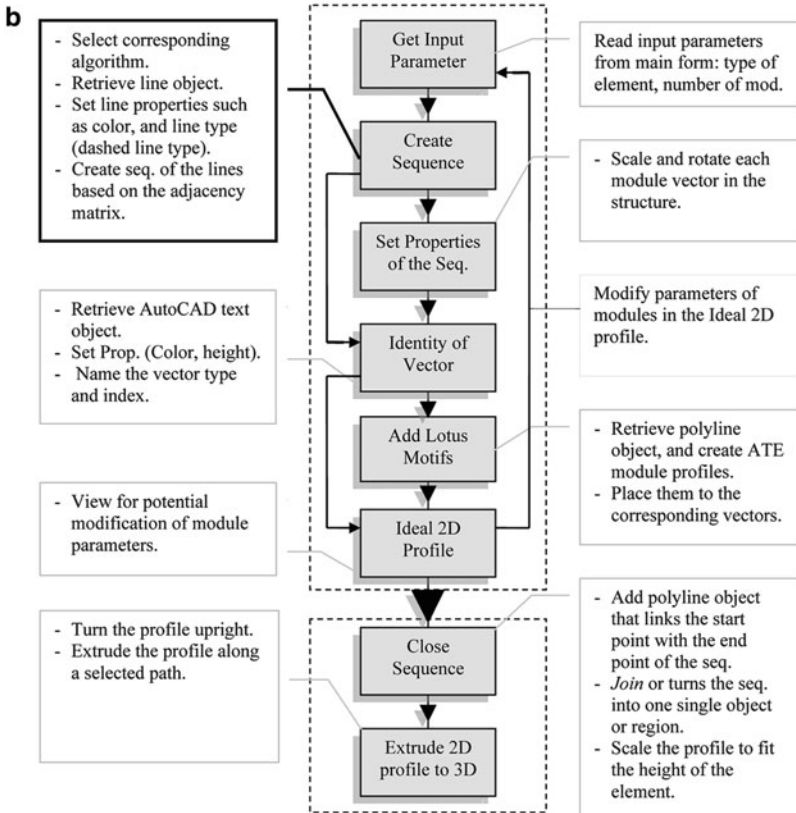 b
- Select corresponding
algorithm.
- Retrieve line object.
- Set line properties such
as color, and line type
(dashed line type).
- Create seq. of the lines
based on the adjacency
matrix.
- Retrieve AutoCAD text
object.
- Set Prop. (Color, height).
- Name the vector type
and index.
- View for potential
modification of module
parameters.
- Turn the profile upright.
- Extrude the profile along
a selected path.
Get Input
Parameter
Create
Sequence
Set Properties
of the Seq.
Identity of
Vector
Add Lotus
Motifs
Ideal 2D
Profile
Close
Sequence
Extrude 2D
profile to 3D
Read input parameters
from main form: type of
element, number of mod.
- Scale and rotate each
module vector in the
structure.
Modify parameters of
modules in the Ideal 2D
profile.
- Retrieve polyline
object, and create ATE
module profiles.
- Place them to the
corresponding vectors.
- Add polyline object
that links the start
point with the end
point of the seq.
- Join or turns the seq.
into one single object
or region.
- Scale the profile to fit
the height of the
element.